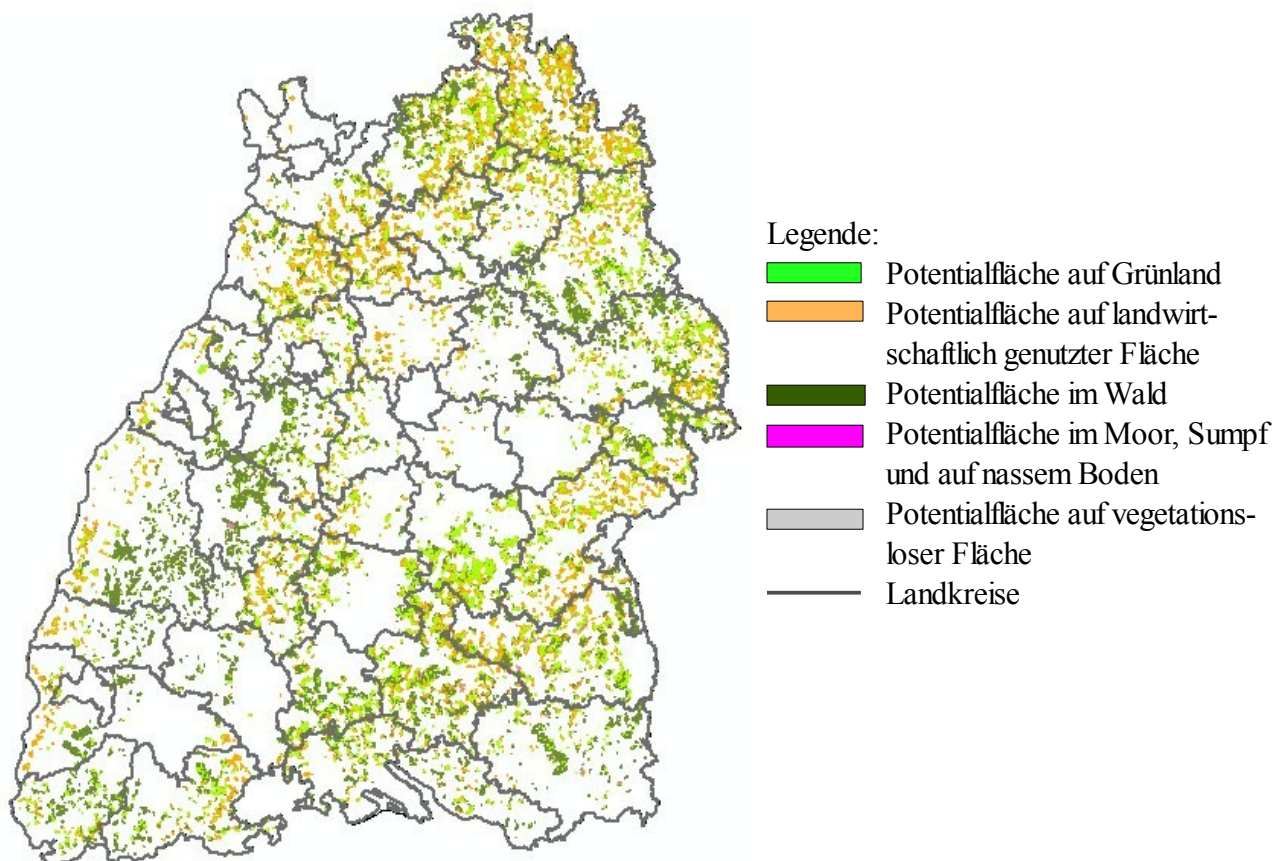 Legende:
Potentialfläche auf Grünland
Potentialfläche auf landwirt-
schaftlich genutzter Fläche
Potentialfläche im Wald
Potentialfläche im Moor, Sumpf
und auf nassem Boden
Potentialfläche auf vegetations-
loser Fläche
Landkreise